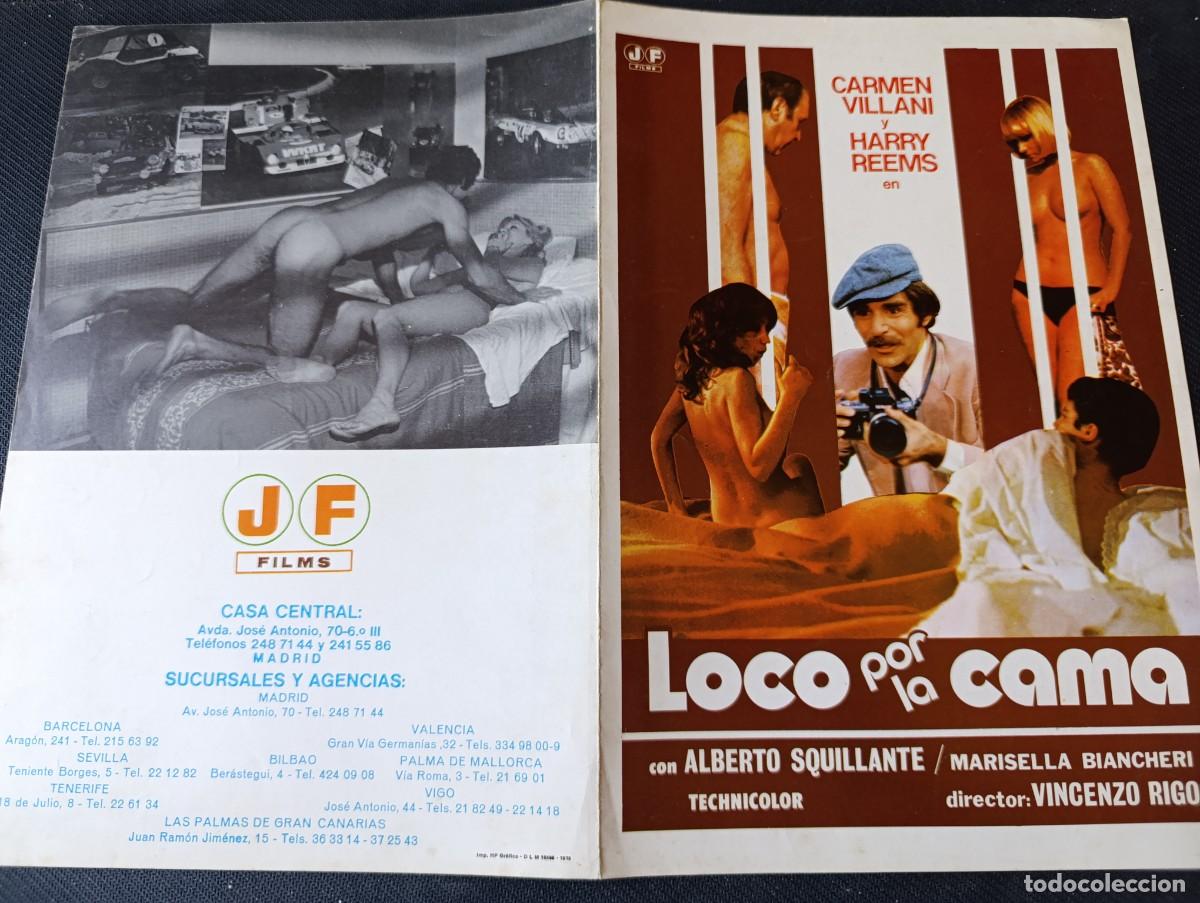 J F
FILMS
CASA CENTRAL:
Avda. José Antonio, 70-6.º III
Teléfonos 248 71 44 y 241 55 86
MADRID
SUCURSALES Y AGENCIAS:
MADRID
Av. José Antonio, 70 - Tel. 248 71 44
BARCELONA
Aragón, 241 - Tel. 215 63 92
VALENCIA
Gran Vía Germanías ,32 - Tels. 334 98 00-9
SEVILLA
Teniente Borges, 5 - Tel. 22 12 82
BILBAO
Berástegui, 4 - Tel. 424 09 08
PALMA DE MALLORCA
Vía Roma, 3 - Tel. 21 69 01
TENERIFE
18 de Julio, 8 - Tel. 22 61 34
VIGO
José Antonio, 44 - Tels. 21 82 49 - 22 14 18
LAS PALMAS DE GRAN CANARIAS
Juan Ramón Jiménez, 15 - Tels. 36 33 14 - 37 25 43
J F
FILMS
CARMEN
VILLANI
y
HARRY
REEMS
en
LOCO por la cama
con ALBERTO SQUILLANTE / MARISELLA BIANCHERI
TECHNICOLOR
director: VINCENZO RIGO
todocoleccion